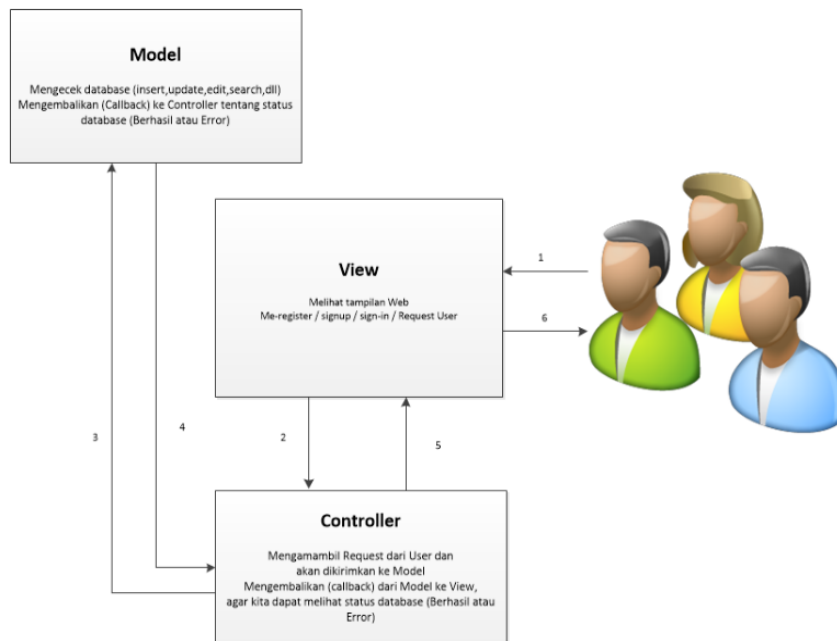 Model
Mengecek database (insert,update,edit,search,dll)
Mengembalikan (Callback) ke Controller tentang status
database (Berhasil atau Error)
View
Melihat tampilan Web
Me-register / signup / sign-in / Request User
1
6
3
4
2
5
Controller
Mengamambil Request dari User dan
akan dikirimkan ke Model
Mengembalikan (callback) dari Model ke View,
agar kita dapat melihat status database (Berhasil atau
Error)